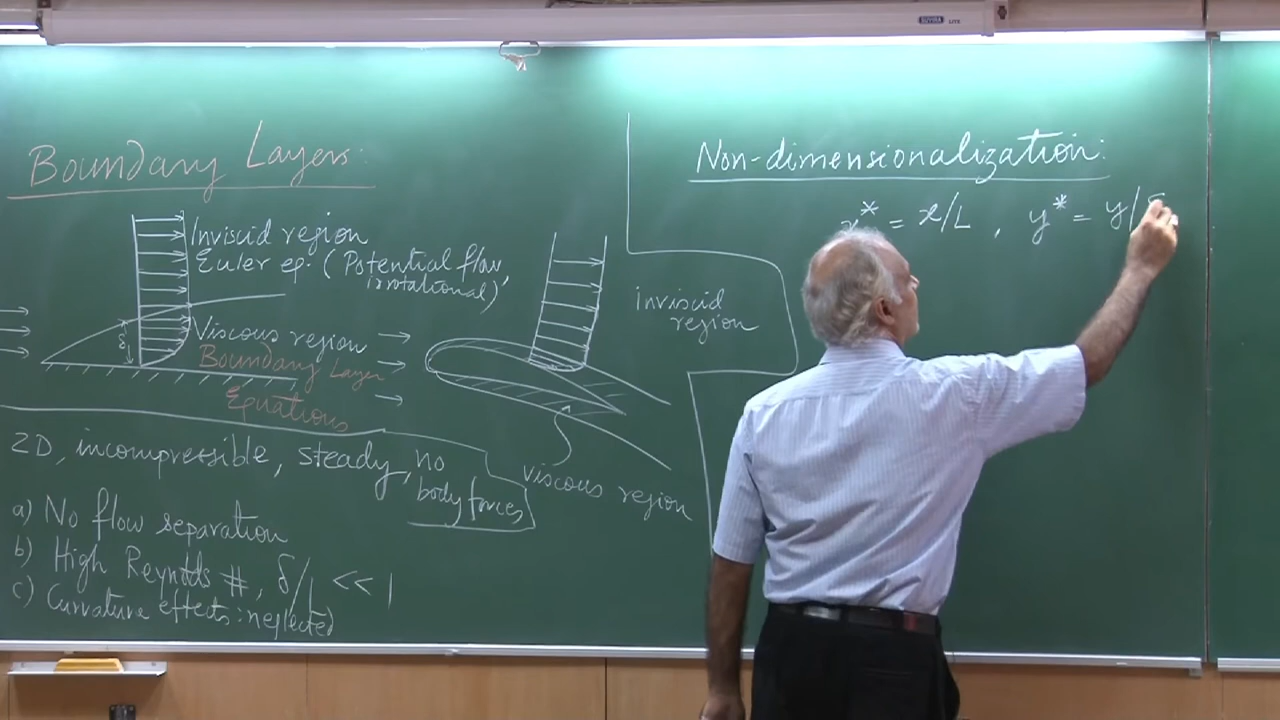 Boundary Layers:
Inviscid region
Euler eq. (Potential flow,
irrotational)
δ
Viscous region
Boundary Layer
Equations
2D, incompressible, steady, no
body forces
a) No flow separation
b) High Reynolds #, δ/L << 1
c) Curvature effects: neglected
inviscid
region
viscous region
Non-dimensionalization:
x* = x/L , y* = y/